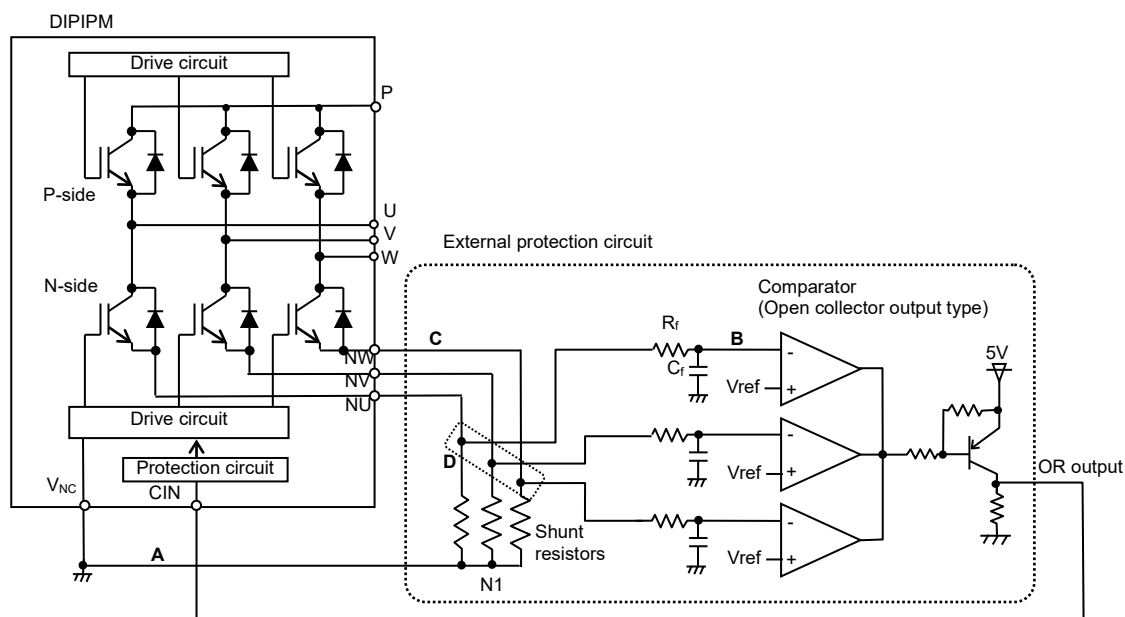 DIPIPM
Drive circuit
P
P-side
U
V
W
N-side
External protection circuit
Comparator
(Open collector output type)
C
Rf
B
-
5V
NW
Cf
Vref
+
NV
NU
Drive circuit
-
D
Protection circuit
Vref
+
OR output
VNC
CIN
-
Shunt
resistors
A
Vref
+
N1